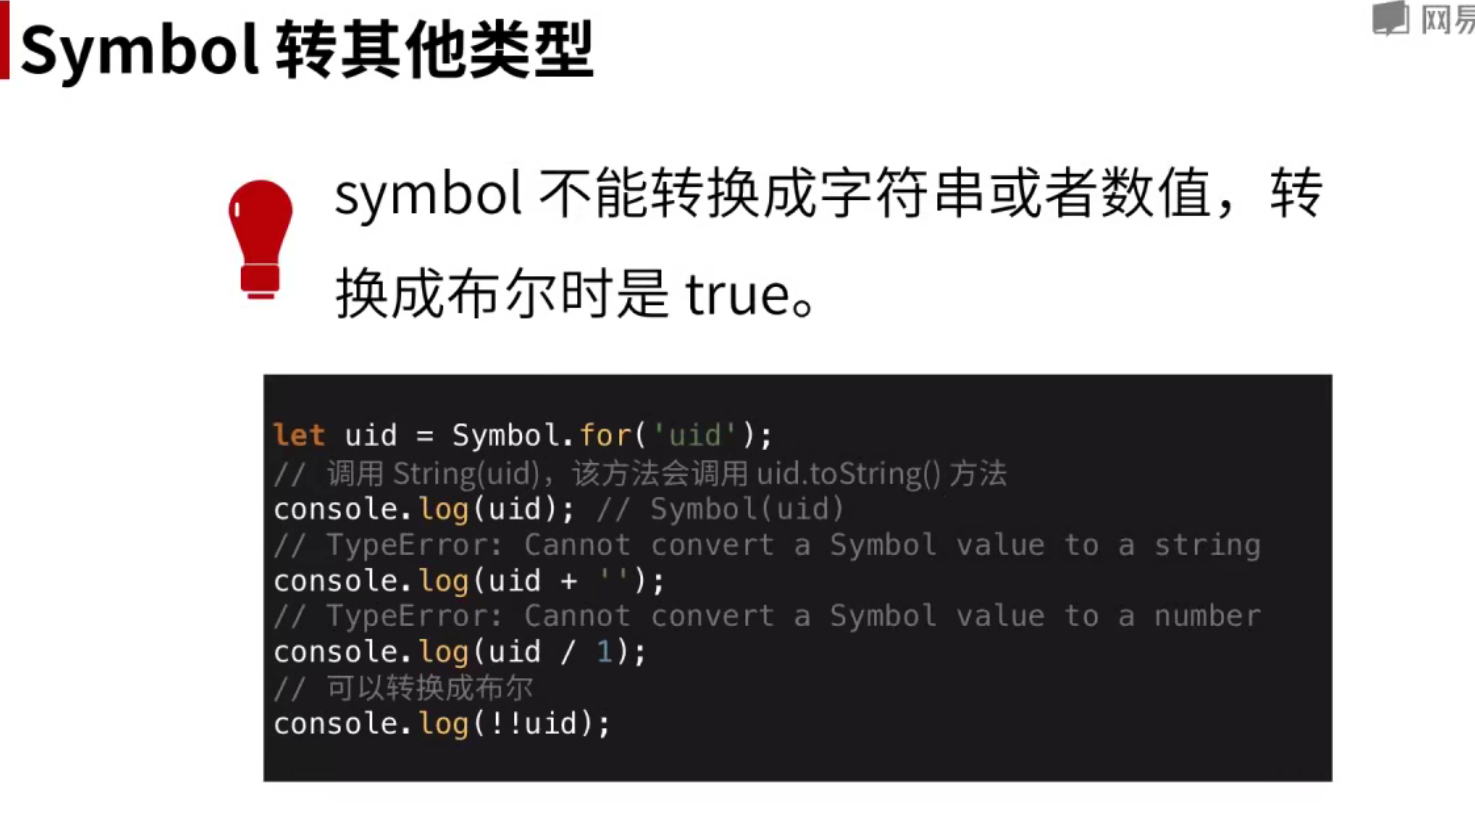 Symbol 转其他类型
网易
symbol 不能转换成字符串或者数值，转
换成布尔时是 true。
let uid = Symbol.for('uid');
// 调用 String(uid)，该方法会调用 uid.toString() 方法
console.log(uid); // Symbol(uid)
// TypeError: Cannot convert a Symbol value to a string
console.log(uid + '');
// TypeError: Cannot convert a Symbol value to a number
console.log(uid / 1);
// 可以转换成布尔
console.log(!!uid);